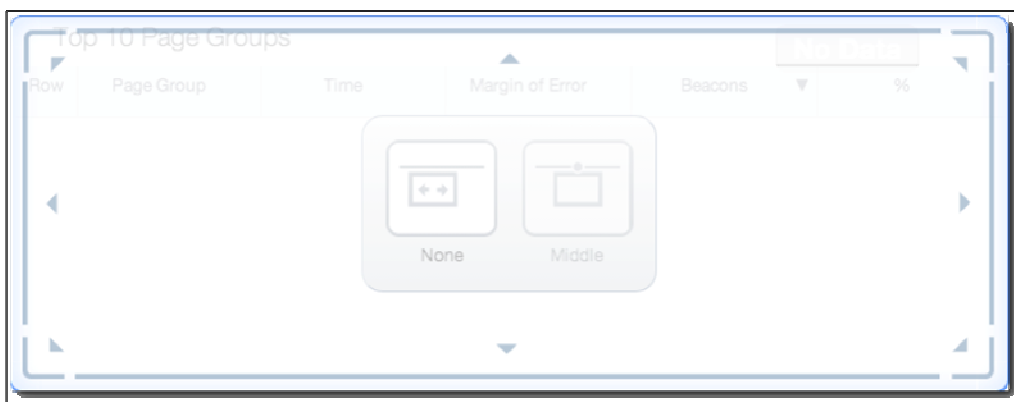 Top 10 Page Groups
No Data
Row Page Group Time Margin of Error Beacons ▼ %
None Middle